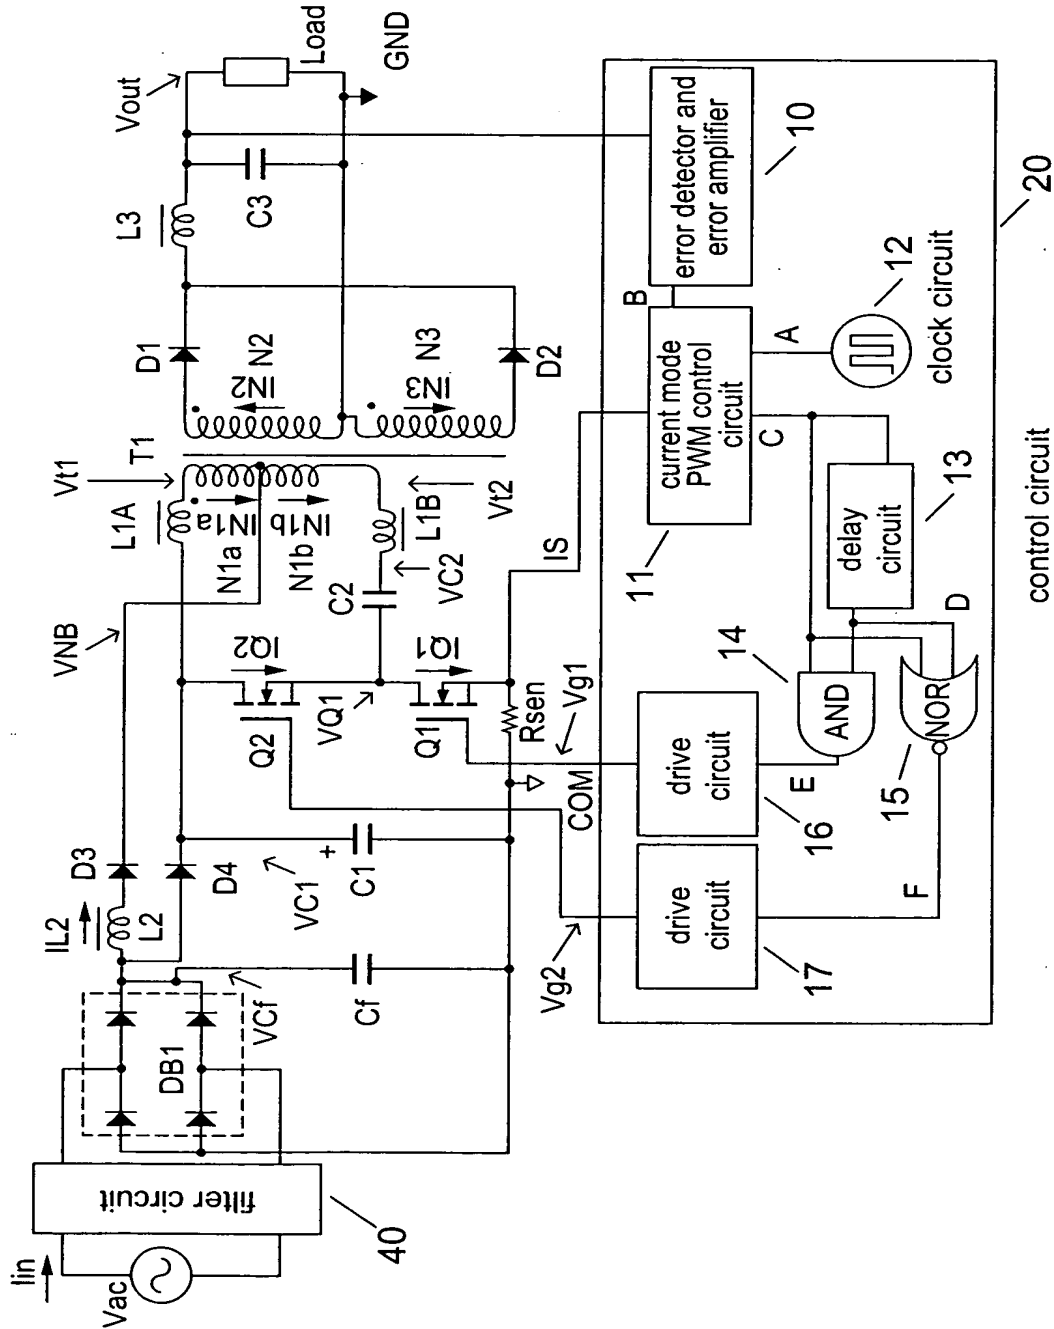 Iin
Vac
filter circuit
40
DB1
VCf
Cf
IL2
L2
D3
D4
VC1
+
C1
VNB
Q2
IQ2
VQ1
Q1
IQ1
Rsen
COM
Vg1
Vg2
IS
C2
VC2
L1B
Vt2
L1A
Vt1
T1
N1a
IN1a
IN1b
N1b
IN2
N2
IN3
N3
D1
D2
L3
C3
Vout
Load
GND
drive
circuit
17
drive
circuit
16
E
F
AND
14
NOR
15
D
delay
circuit
13
C
current mode
PWM control
circuit
11
A
B
clock circuit
12
error detector and
error amplifier
10
20
control circuit